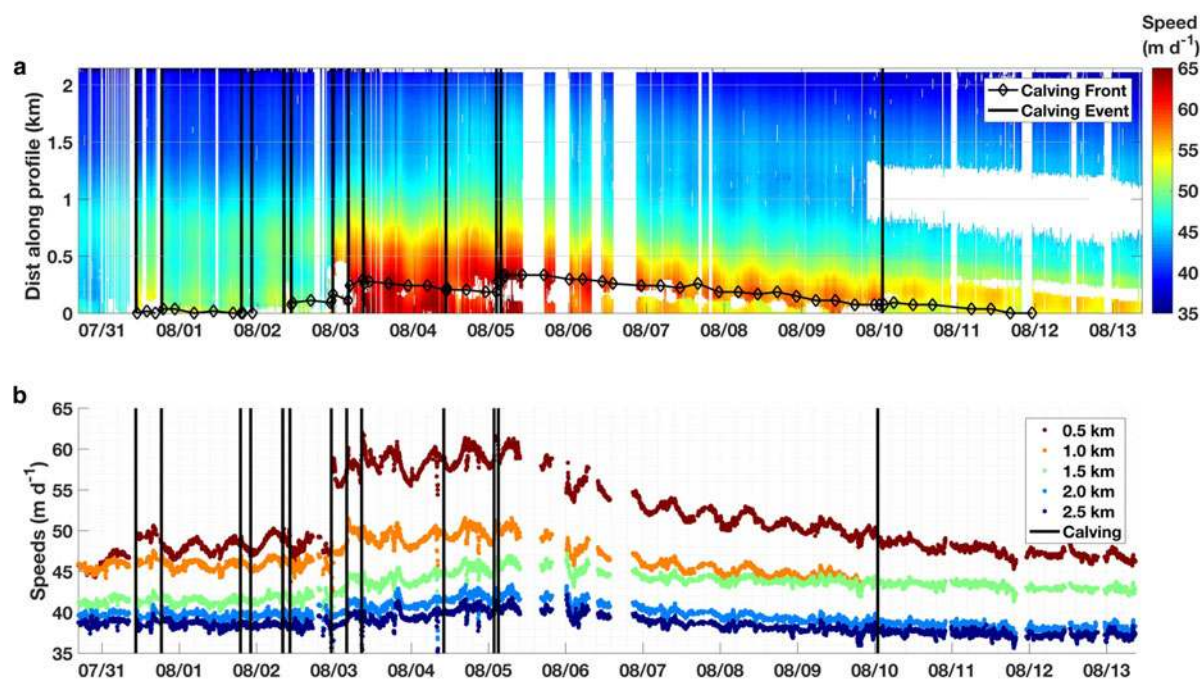 Speed
(m d⁻¹)
a
Dist along profile (km)
2
1.5
1
0.5
0
Calving Front
Calving Event
65
60
55
50
45
40
35
07/31 08/01 08/02 08/03 08/04 08/05 08/06 08/07 08/08 08/09 08/10 08/11 08/12 08/13
b
Speeds (m d⁻¹)
65
60
55
50
45
40
35
0.5 km
1.0 km
1.5 km
2.0 km
2.5 km
Calving
07/31 08/01 08/02 08/03 08/04 08/05 08/06 08/07 08/08 08/09 08/10 08/11 08/12 08/13